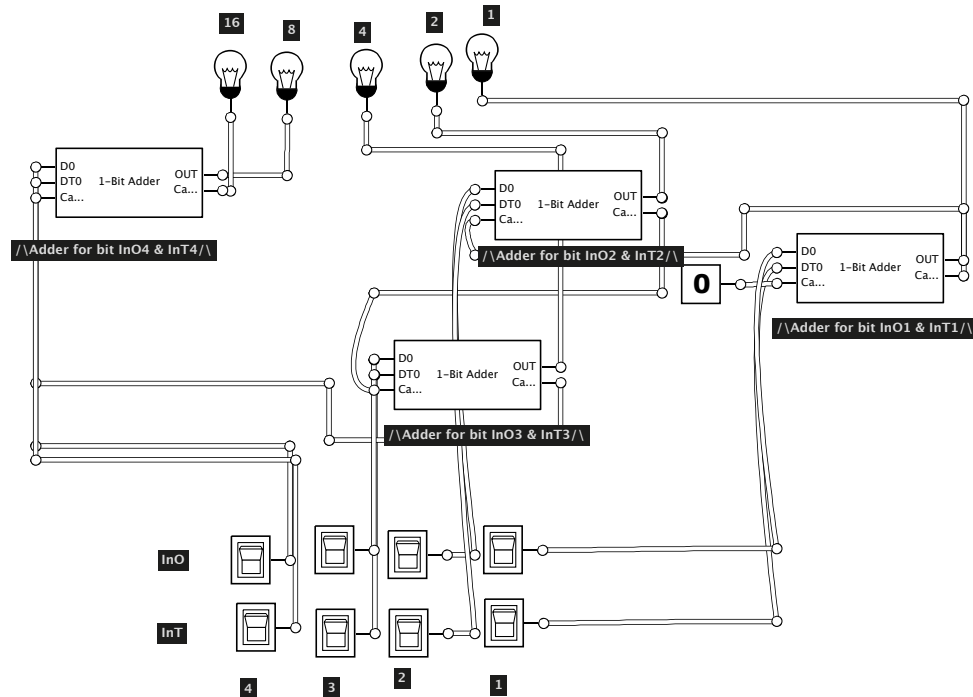 16
8
4
2
1
D0
DT0
Ca...
1-Bit Adder
OUT
Ca...
/\Adder for bit InO4 & InT4/\
D0
DT0
Ca...
1-Bit Adder
OUT
Ca...
/\Adder for bit InO2 & InT2/\
0
D0
DT0
Ca...
1-Bit Adder
OUT
Ca...
/\Adder for bit InO1 & InT1/\
D0
DT0
Ca...
1-Bit Adder
OUT
Ca...
/\Adder for bit InO3 & InT3/\
InO
InT
4
3
2
1